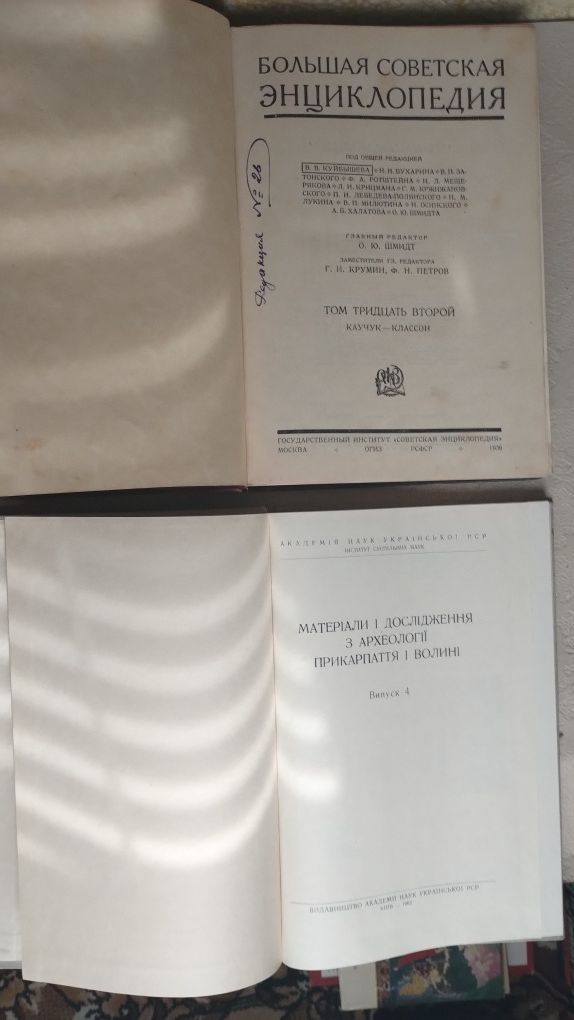 БОЛЬШАЯ СОВЕТСКАЯ
ЭНЦИКЛОПЕДИЯ
ПОД ОБЩЕЙ РЕДАКЦИЕЙ
В. В. КУЙБЫШЕВА • Н. И. БУХАРИНА • В. П. ЗА-
ТОНСКОГО • Ф. А. РОТШТЕЙНА • Н. Л. МЕЩЕ-
РЯКОВА • Л. Н. КРИЦМАНА • Г. М. КРЖИЖАНОВ-
СКОГО • П. И. ЛЕБЕДЕВА-ПОЛЯНСКОГО • Н. М.
ЛУКИНА • В. П. МИЛЮТИНА • Н. ОСИНСКОГО •
А. Б. ХАЛАТОВА • О. Ю. ШМИДТА
ГЛАВНЫЙ РЕДАКТОР
О. Ю. ШМИДТ
ЗАМЕСТИТЕЛИ ГЛ. РЕДАКТОРА
Г. И. КРУМИН, Ф. Н. ПЕТРОВ
ТОМ ТРИДЦАТЬ ВТОРОЙ
КАУЧУК — КЛАССОН
ГОСУДАРСТВЕННЫЙ ИНСТИТУТ «СОВЕТСКАЯ ЭНЦИКЛОПЕДИЯ»
МОСКВА • ОГИЗ РСФСР • 1936
Редакция № 26
АКАДЕМІЯ НАУК УКРАЇНСЬКОЇ РСР
ІНСТИТУТ СУСПІЛЬНИХ НАУК
МАТЕРІАЛИ І ДОСЛІДЖЕННЯ
З АРХЕОЛОГІЇ
ПРИКАРПАТТЯ І ВОЛИНІ
Випуск 4
ВИДАВНИЦТВО АКАДЕМІЇ НАУК УКРАЇНСЬКОЇ РСР
КИЇВ — 1962